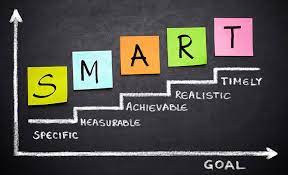 SMART
SPECIFIC
MEASURABLE
ACHIEVABLE
REALISTIC
TIMELY
GOAL